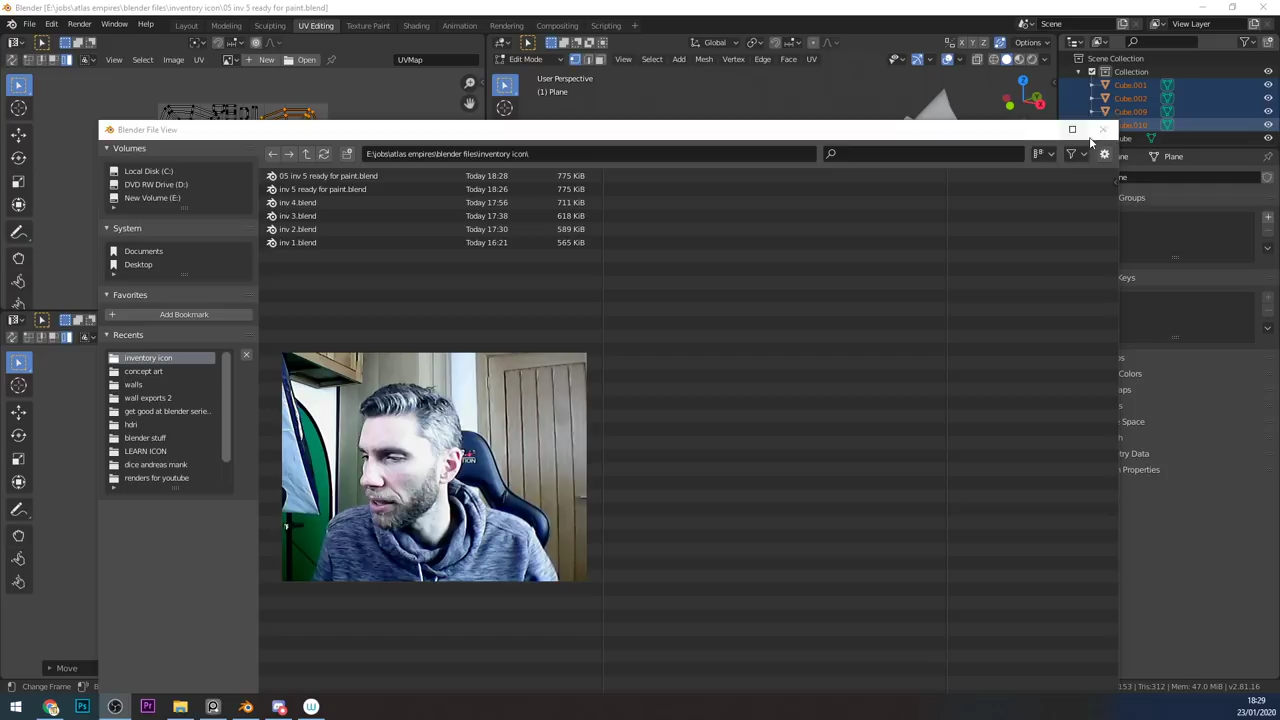 Blender [E:\jobs\atlas empires\blender files\inventory icon\05 inv 5 ready for paint.blend]
File Edit Render Window Help Layout Modeling Sculpting UV Editing Texture Paint Shading Animation Rendering Compositing Scripting Scene View Layer
New Open UVMap Global X Y Z Options
View Select Image UV Edit Mode View Select Add Mesh Vertex Edge Face UV
Scene Collection
Collection
User Perspective
(1) Plane
Cube.001
Cube.002
Cube.009
Blender File View
Volumes
E:\jobs\atlas empires\blender files\inventory icon\
Plane
Local Disk (C:)
DVD RW Drive (D:)
New Volume (E:)
05 inv 5 ready for paint.blend Today 18:28 775 KiB
inv 5 ready for paint.blend Today 18:26 775 KiB
inv 4.blend Today 17:56 711 KiB
inv 3.blend Today 17:38 618 KiB
inv 2.blend Today 17:30 589 KiB
inv 1.blend Today 16:21 565 KiB
System
Documents
Desktop
Favorites
Add Bookmark
Recents
inventory icon
concept art
walls
wall exports 2
get good at blender serie..
hdri
blender stuff
LEARN ICON
dice andreas mank
renders for youtube
Groups
Keys
Colors
Space
Properties
Move
Change Frame
Tris:312 | Mem: 47.0 MiB | v2.81.16
18:29
23/01/2020